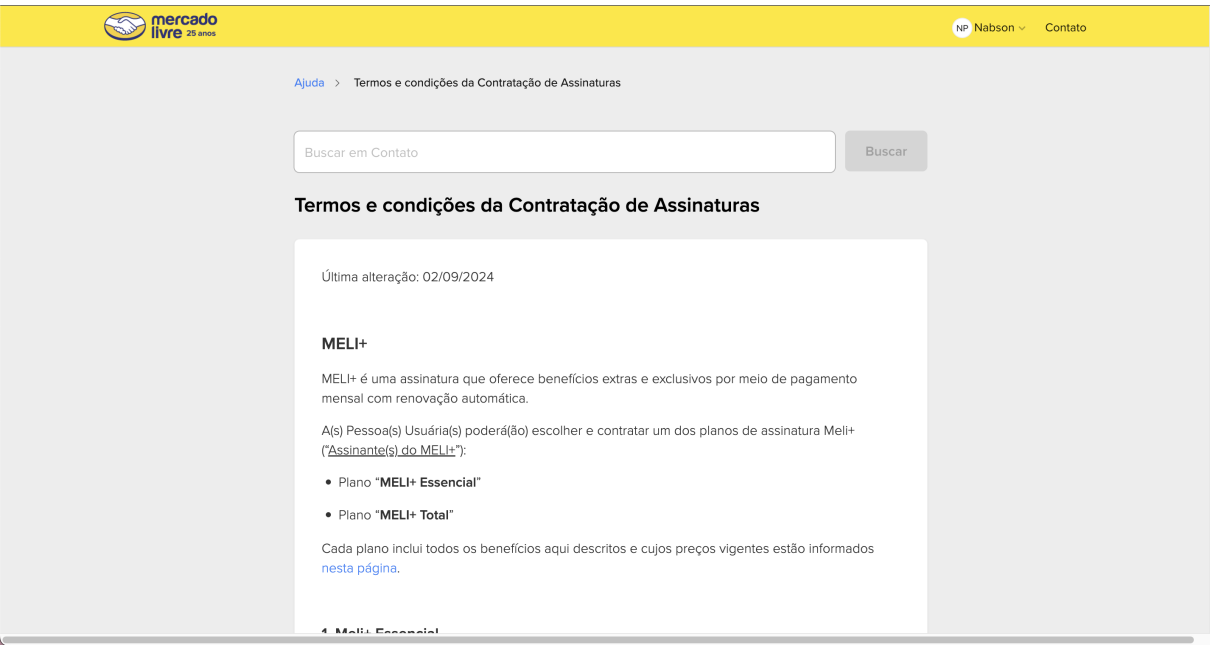 mercado
livre 25 anos
NP Nabson
Contato
Ajuda > Termos e condições da Contratação de Assinaturas
Buscar em Contato
Buscar
Termos e condições da Contratação de Assinaturas
Última alteração: 02/09/2024
MELI+
MELI+ é uma assinatura que oferece benefícios extras e exclusivos por meio de pagamento
mensal com renovação automática.
A(s) Pessoa(s) Usuária(s) poderá(ão) escolher e contratar um dos planos de assinatura Meli+
(“Assinante(s) do MELI+”):
• Plano “MELI+ Essencial”
• Plano “MELI+ Total”
Cada plano inclui todos os benefícios aqui descritos e cujos preços vigentes estão informados
nesta página.
1. Meli+ Essencial